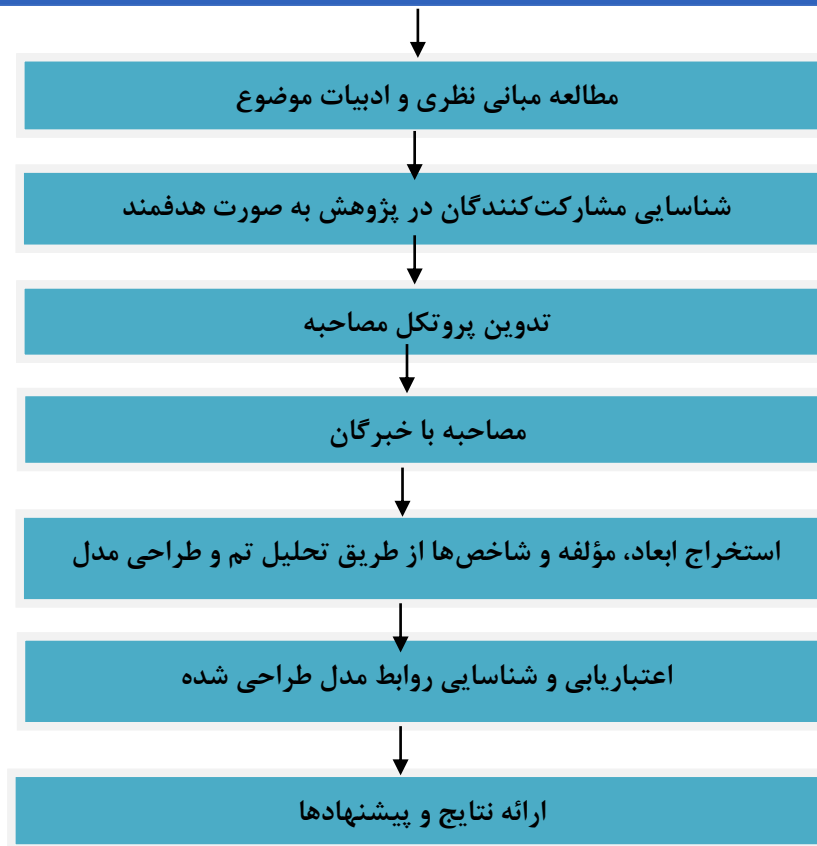 مطالعه مبانی نظری و ادبیات موضوع
شناسایی مشارکت‌کنندگان در پژوهش به صورت هدفمند
تدوین پروتکل مصاحبه
مصاحبه با خبرگان
استخراج ابعاد، مؤلفه و شاخص‌ها از طریق تحلیل تم و طراحی مدل
اعتباریابی و شناسایی روابط مدل طراحی شده
ارائه نتایج و پیشنهادها